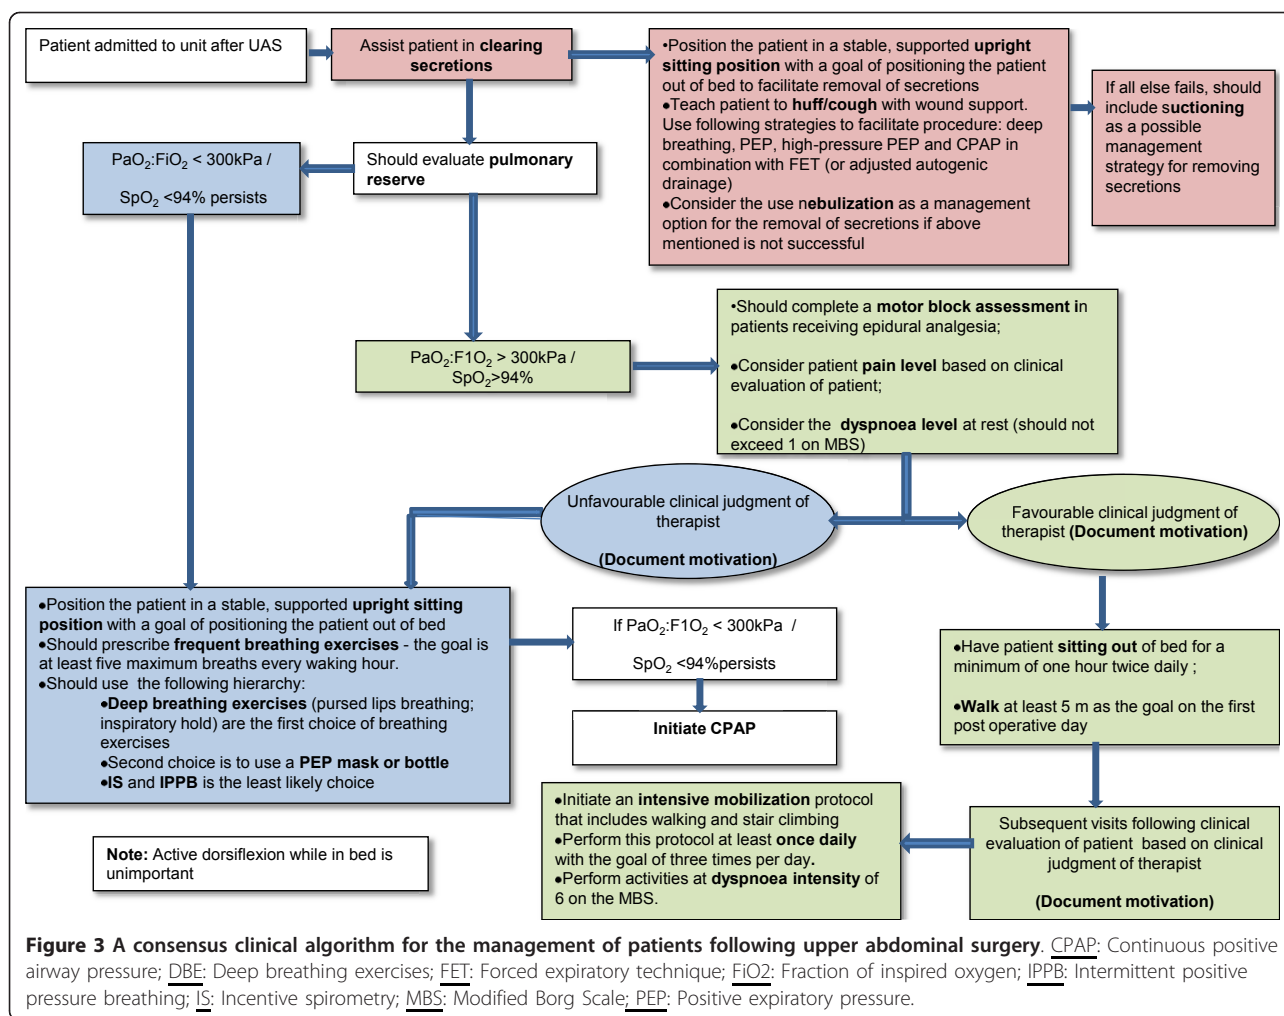 Patient admitted to unit after UAS
Assist patient in clearing
secretions
•Position the patient in a stable, supported upright
sitting position with a goal of positioning the patient
out of bed to facilitate removal of secretions
●Teach patient to huff/cough with wound support.
Use following strategies to facilitate procedure: deep
breathing, PEP, high-pressure PEP and CPAP in
combination with FET (or adjusted autogenic
drainage)
●Consider the use nebulization as a management
option for the removal of secretions if above
mentioned is not successful
If all else fails, should
include suctioning
as a possible
management
strategy for removing
secretions
PaO2:FiO2 < 300kPa /
SpO2 <94% persists
Should evaluate pulmonary
reserve
PaO2:F1O2 > 300kPa /
SpO2>94%
•Should complete a motor block assessment in
patients receiving epidural analgesia;
●Consider patient pain level based on clinical
evaluation of patient;
●Consider the dyspnoea level at rest (should not
exceed 1 on MBS)
Unfavourable clinical judgment of
therapist
(Document motivation)
Favourable clinical judgment of
therapist (Document motivation)
●Position the patient in a stable, supported upright sitting
position with a goal of positioning the patient out of bed
●Should prescribe frequent breathing exercises - the goal is
at least five maximum breaths every waking hour.
●Should use the following hierarchy:
●Deep breathing exercises (pursed lips breathing;
inspiratory hold) are the first choice of breathing
exercises
●Second choice is to use a PEP mask or bottle
●IS and IPPB is the least likely choice
If PaO2:F1O2 < 300kPa /
SpO2 <94%persists
Initiate CPAP
●Have patient sitting out of bed for a
minimum of one hour twice daily ;
●Walk at least 5 m as the goal on the first
post operative day
Subsequent visits following clinical
evaluation of patient based on clinical
judgment of therapist
(Document motivation)
●Initiate an intensive mobilization protocol
that includes walking and stair climbing
●Perform this protocol at least once daily
with the goal of three times per day.
●Perform activities at dyspnoea intensity of
6 on the MBS.
Note: Active dorsiflexion while in bed is
unimportant
Figure 3 A consensus clinical algorithm for the management of patients following upper abdominal surgery. CPAP: Continuous positive
airway pressure; DBE: Deep breathing exercises; FET: Forced expiratory technique; FiO2: Fraction of inspired oxygen; IPPB: Intermittent positive
pressure breathing; IS: Incentive spirometry; MBS: Modified Borg Scale; PEP: Positive expiratory pressure.